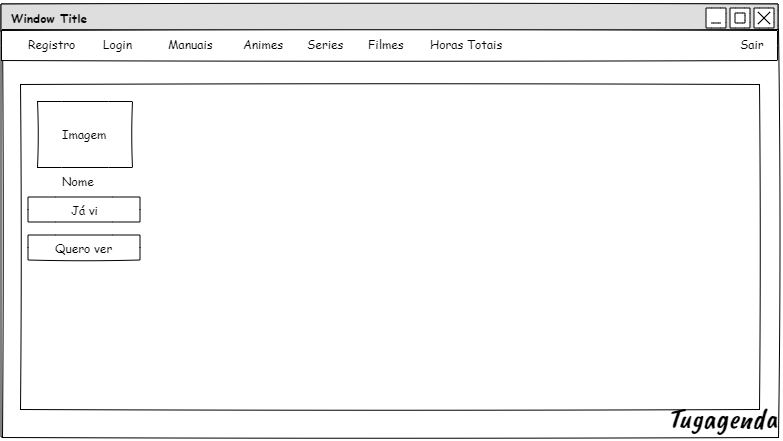 Window Title
Registro Login Manuais Animes Series Filmes Horas Totais Sair
Imagem
Nome
Já vi
Quero ver
Tugagenda